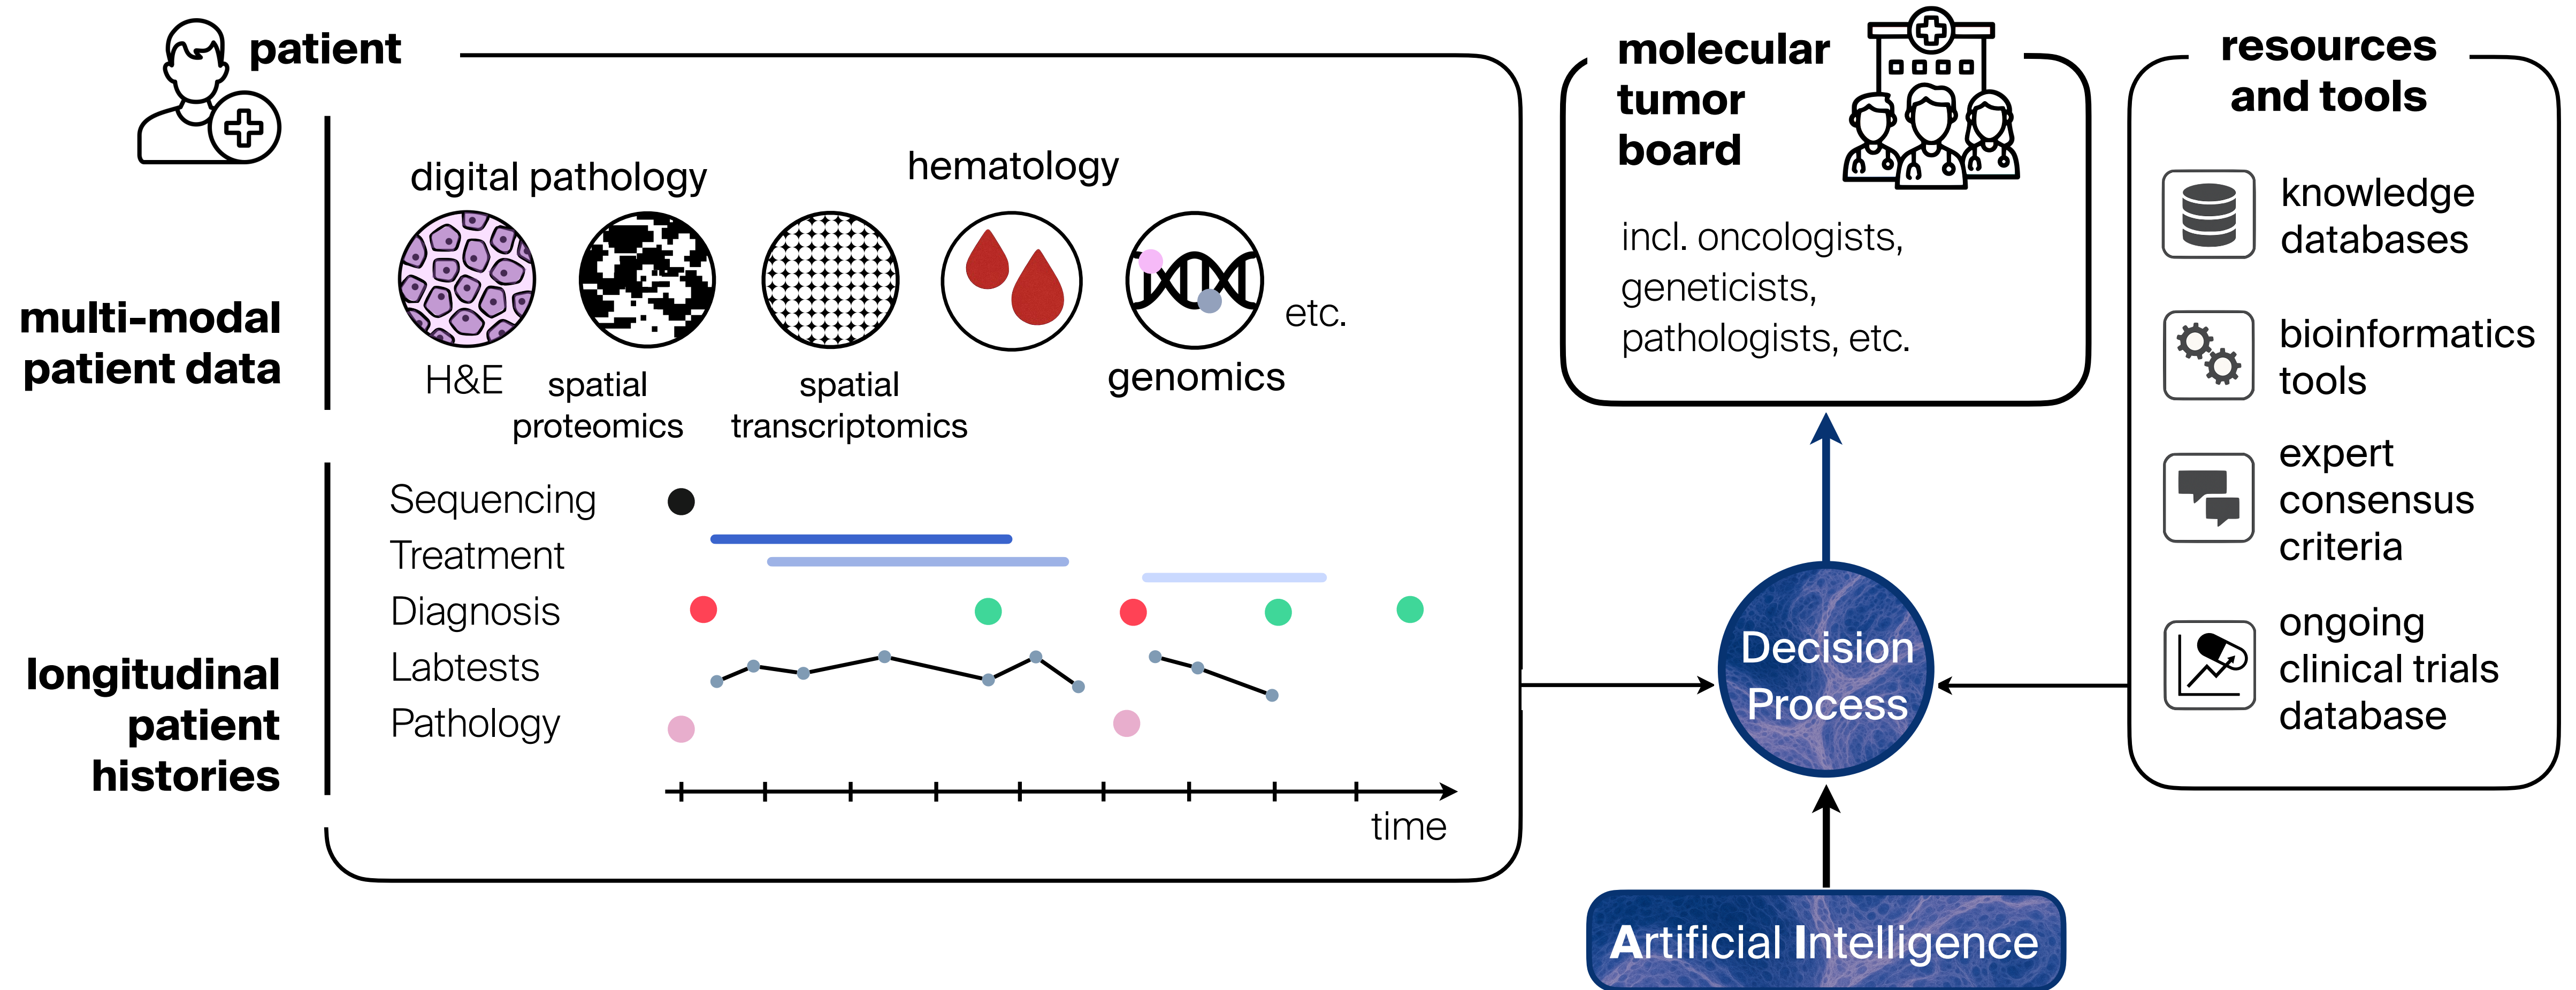 patient
multi-modal
patient data
digital pathology
hematology
H&E
spatial
proteomics
spatial
transcriptomics
genomics
etc.
longitudinal
patient
histories
Sequencing
Treatment
Diagnosis
Labtests
Pathology
time
molecular
tumor
board
incl. oncologists,
geneticists,
pathologists, etc.
Decision
Process
Artificial Intelligence
resources
and tools
knowledge
databases
bioinformatics
tools
expert
consensus
criteria
ongoing
clinical trials
database